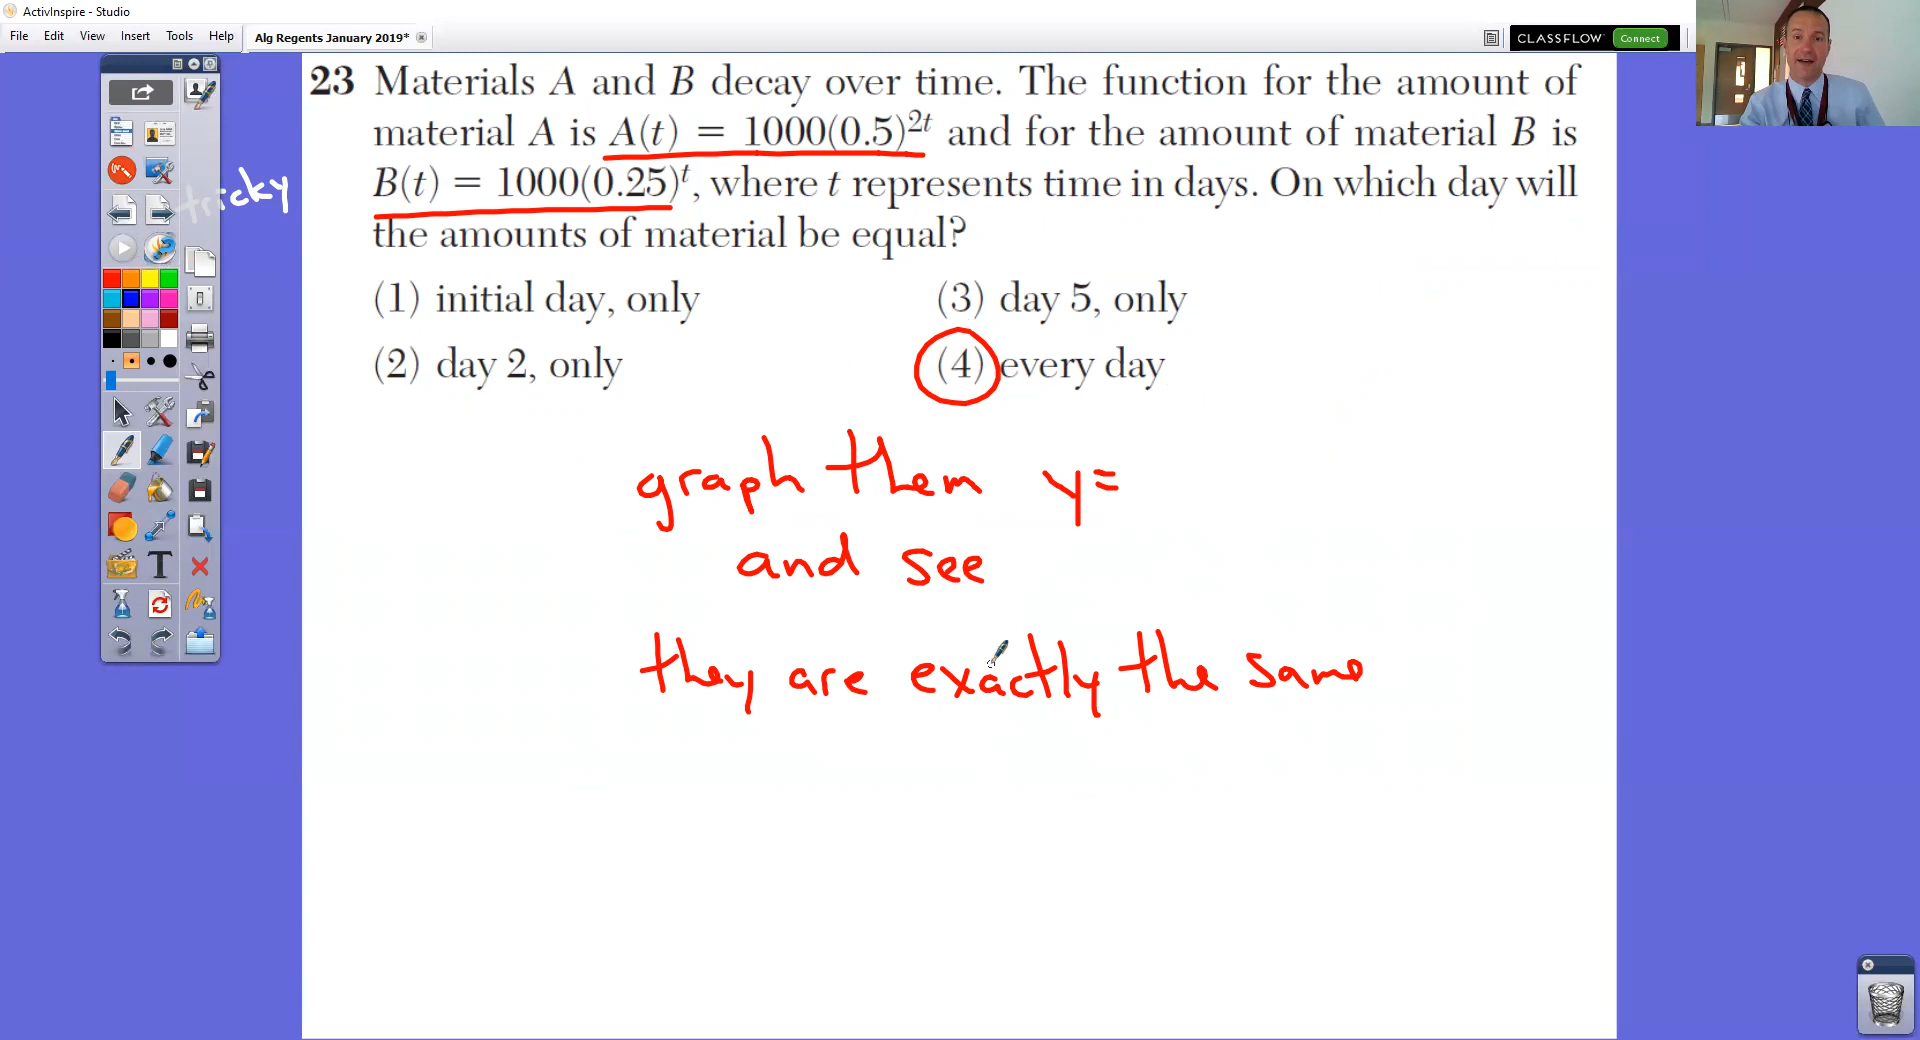 ActivInspire - Studio
File Edit View Insert Tools Help Alg Regents January 2019* CLASSFLOW Connect
23 Materials A and B decay over time. The function for the amount of
material A is A(t) = 1000(0.5)^{2t} and for the amount of material B is
B(t) = 1000(0.25)^t, where t represents time in days. On which day will
the amounts of material be equal?
(1) initial day, only
(3) day 5, only
(2) day 2, only
(4) every day
tricky
graph them y=
and see
they are exactly the same